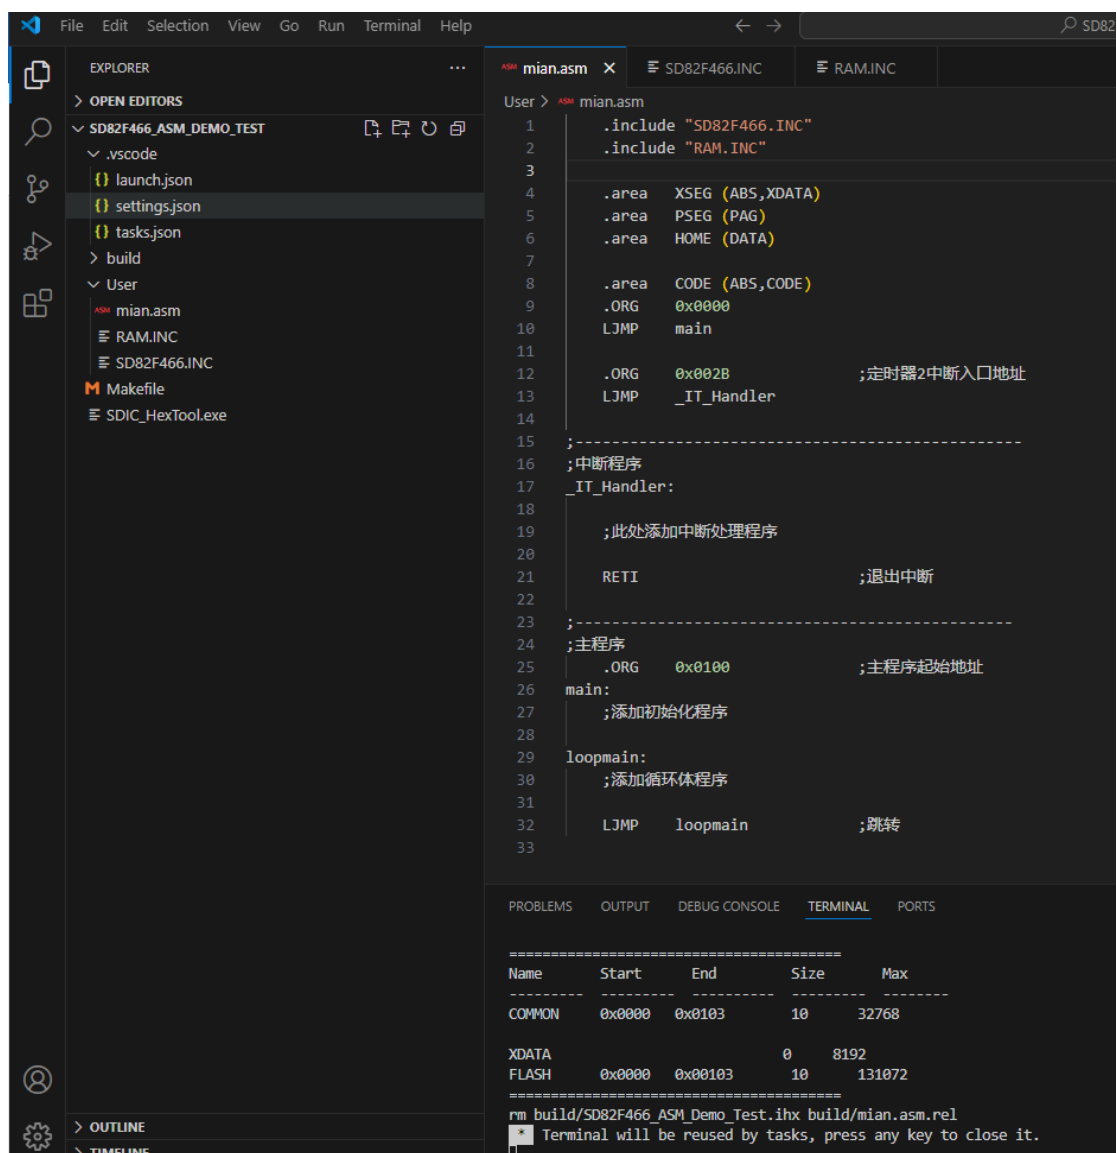 File Edit Selection View Go Run Terminal Help
SD82
EXPLORER
OPEN EDITORS
SD82F466_ASM_DEMO_TEST
.vscode
launch.json
settings.json
tasks.json
build
User
mian.asm
RAM.INC
SD82F466.INC
Makefile
SDIC_HexTool.exe
OUTLINE
TIMELINE
mian.asm SD82F466.INC RAM.INC
User > mian.asm
1 .include "SD82F466.INC"
2 .include "RAM.INC"
3
4 .area XSEG (ABS,XDATA)
5 .area PSEG (PAG)
6 .area HOME (DATA)
7
8 .area CODE (ABS,CODE)
9 .ORG 0x0000
10 LJMP main
11
12 .ORG 0x002B ;定时器2中断入口地址
13 LJMP _IT_Handler
14
15 ;-------------------------------------------------
16 ;中断程序
17 _IT_Handler:
18
19 ;此处添加中断处理程序
20
21 RETI ;退出中断
22
23 ;------------------------------------------------
24 ;主程序
25 .ORG 0x0100 ;主程序起始地址
26 main:
27 ;添加初始化程序
28
29 loopmain:
30 ;添加循环体程序
31
32 LJMP loopmain ;跳转
33
PROBLEMS OUTPUT DEBUG CONSOLE TERMINAL PORTS
========================================
Name Start End Size Max
--------- --------- ---------- --------- --------
COMMON 0x0000 0x0103 10 32768
XDATA 0 8192
FLASH 0x0000 0x00103 10 131072
========================================
rm build/SD82F466_ASM_Demo_Test.ihx build/mian.asm.rel
* Terminal will be reused by tasks, press any key to close it.